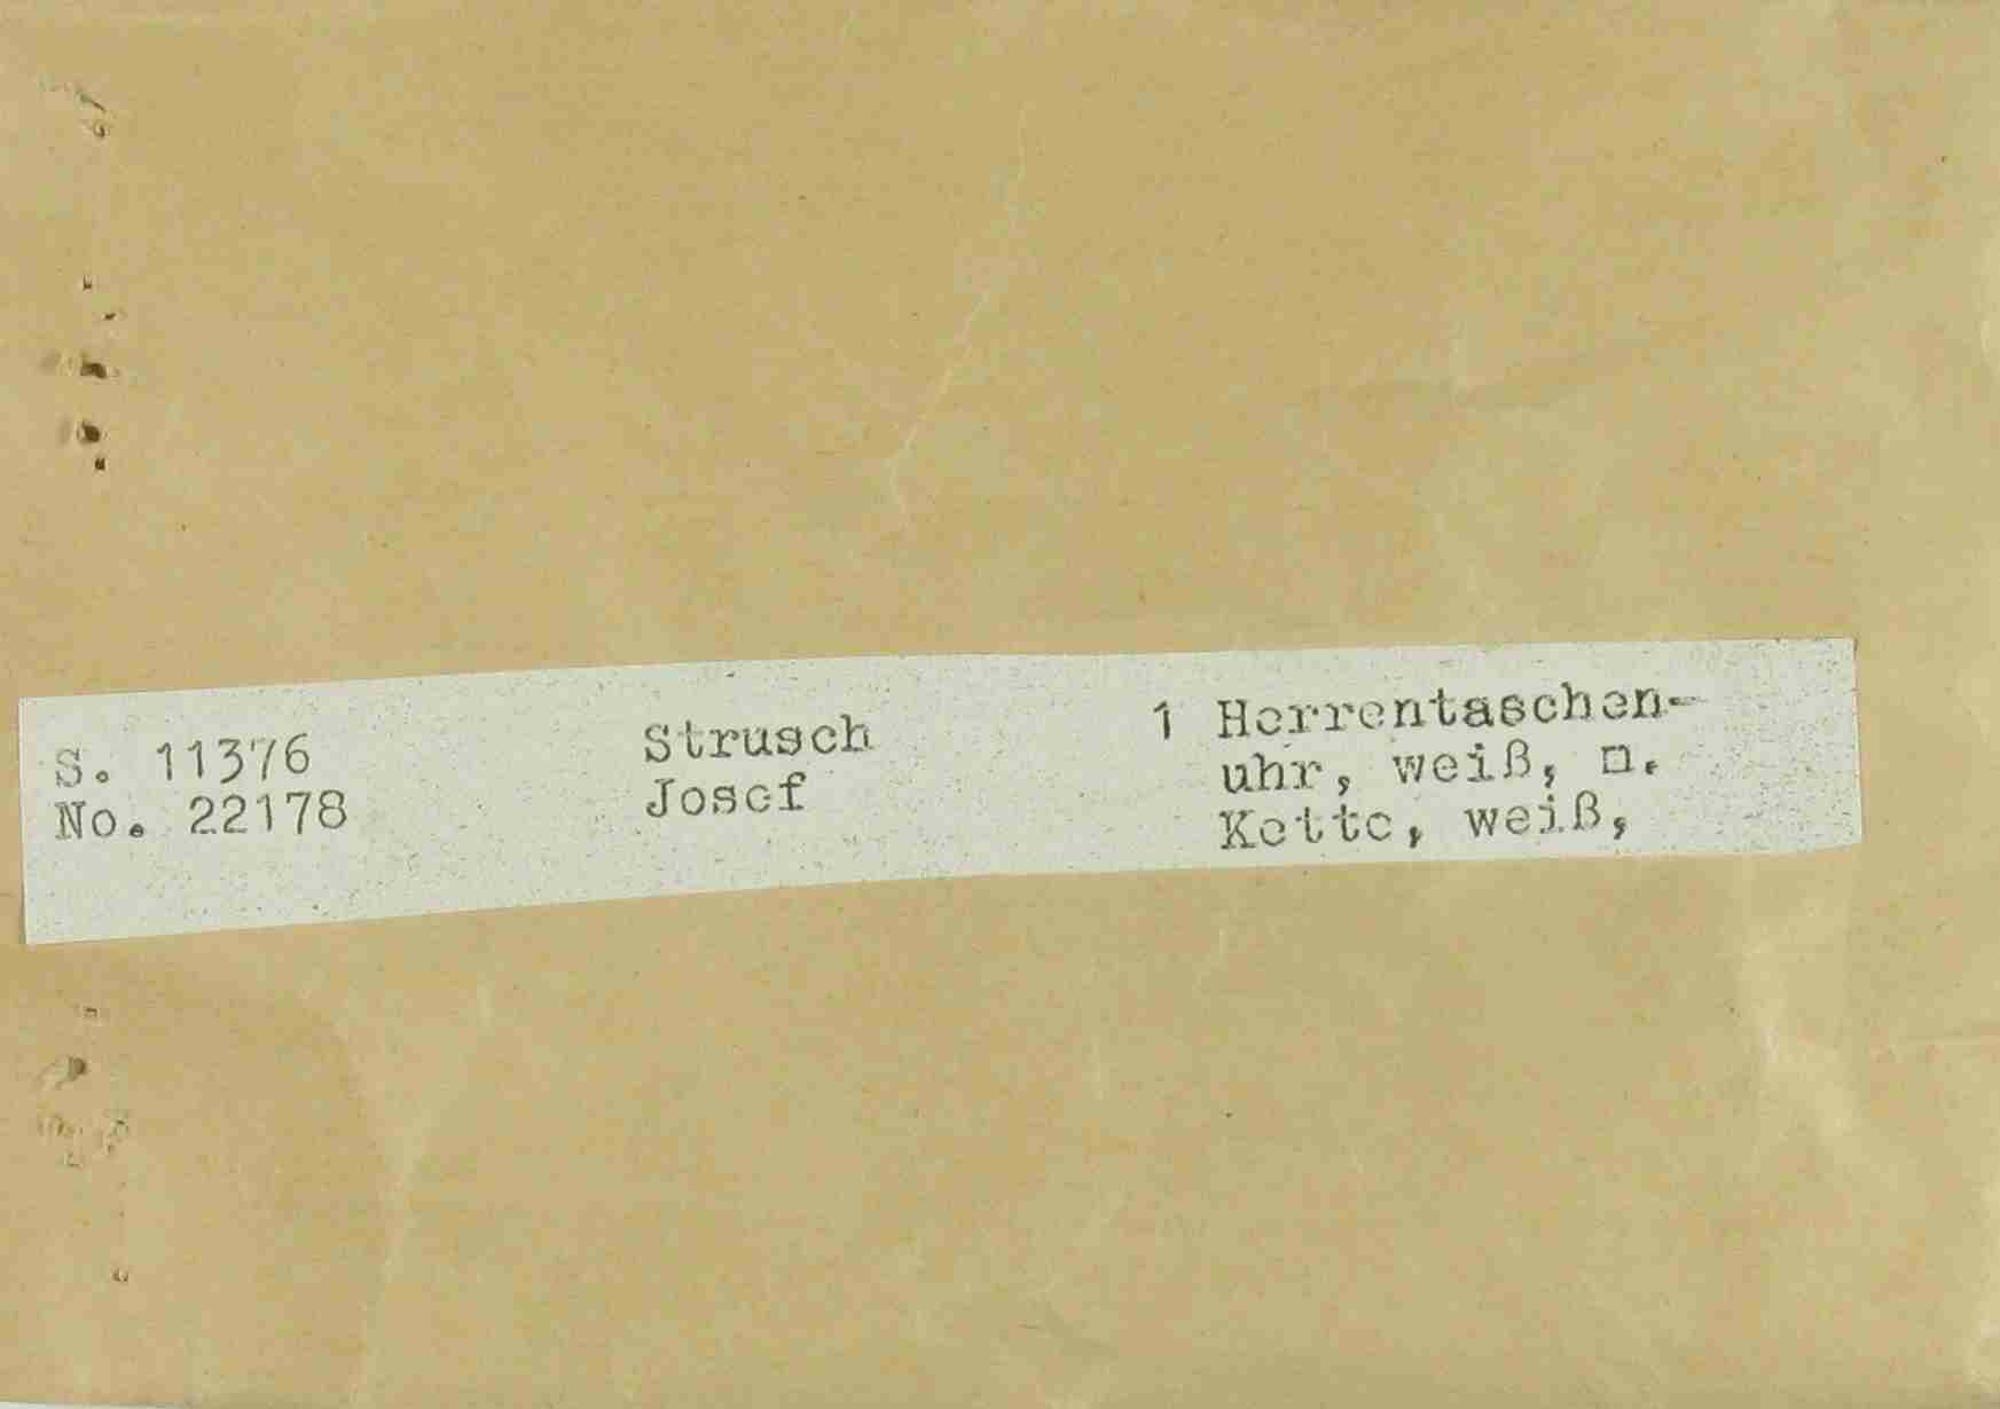 S. 11376
No. 22178
Strusch
Josef
1 Herrentaschen-
uhr, weiß, m.
Kette, weiß,